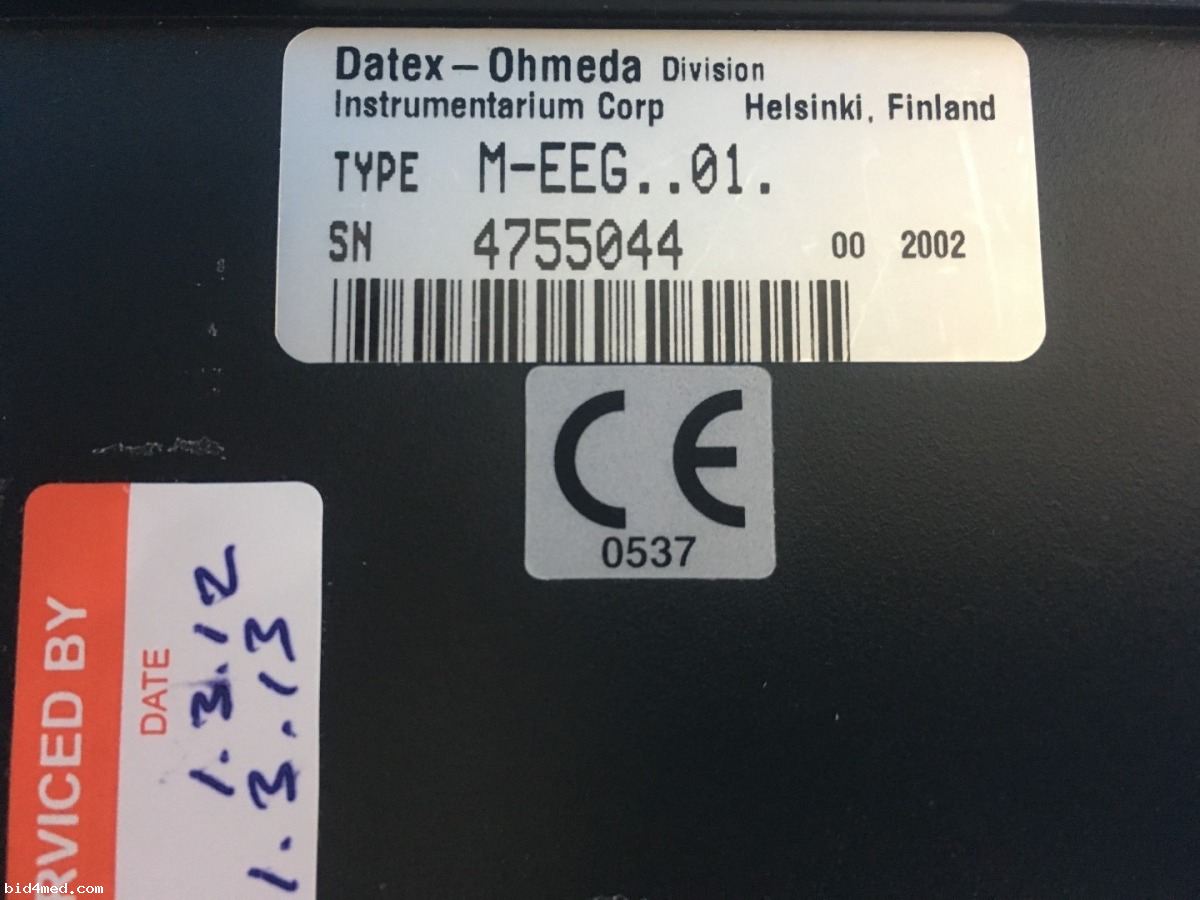 Datex-Ohmeda Division
Instrumentarium Corp Helsinki, Finland
TYPE M-EEG..01.
SN 4755044 00 2002
CE
0537
RVICED BY
DATE
1.3.12
1.3.13
bid4med.com